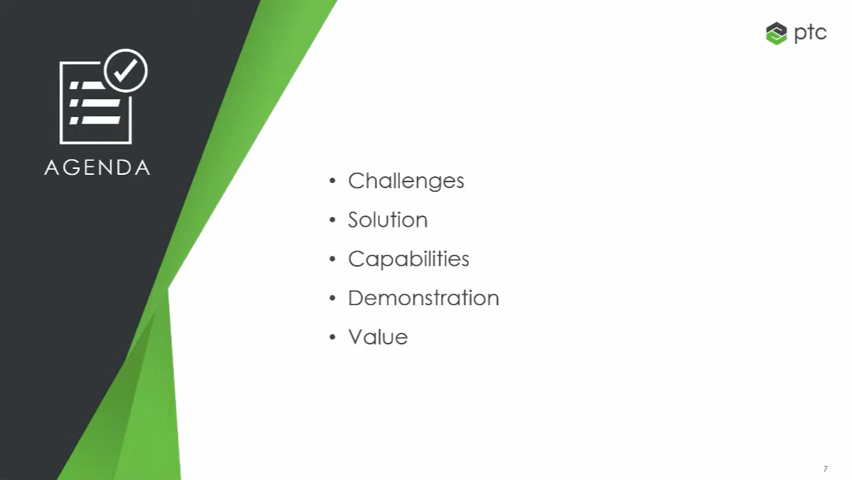 ptc
AGENDA
• Challenges
• Solution
• Capabilities
• Demonstration
• Value
7